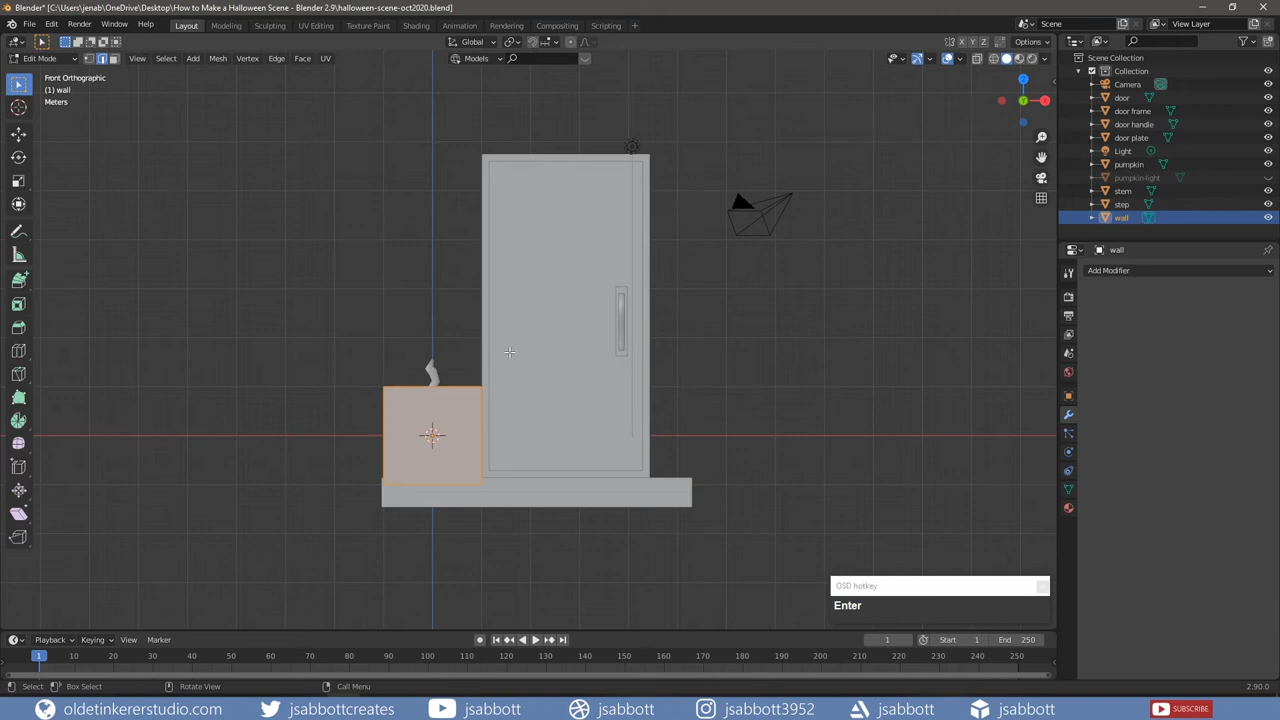 Blender* [C:\Users\jenab\OneDrive\Desktop\How to Make a Halloween Scene - Blender 2.9\halloween-scene-oct2020.blend]
File Edit Render Window Help Layout Modeling Sculpting UV Editing Texture Paint Shading Animation Rendering Compositing Scripting + Scene View Layer
Global X Y Z Options
Edit Mode View Select Add Mesh Vertex Edge Face UV Models
Front Orthographic
(1) wall
Meters
Scene Collection
Collection
Camera
door
door frame
door handle
door plate
Light
pumpkin
pumpkin-light
stem
step
wall
wall
Add Modifier
OSD hotkey
Enter
Playback Keying View Marker 1 Start 1 End 250
1 10 20 30 40 50 60 70 80 90 100 110 120 130 140 150 160 170 180 190 200 210 220 230 240 250
Select Box Select Rotate View Call Menu 2.90.0
oldetinkererstudio.com jsabbottcreates jsabbott jsabbott jsabbott3952 jsabbott jsabbott SUBSCRIBE